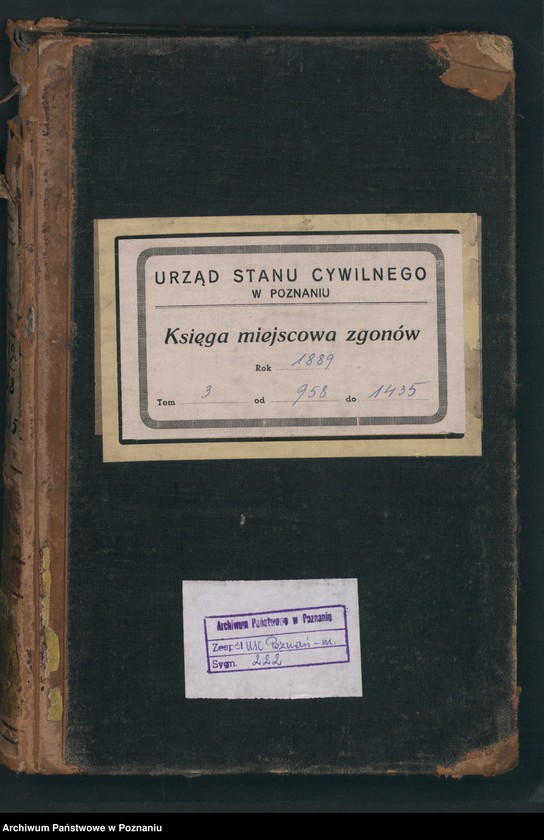 URZĄD STANU CYWILNEGO
W POZNANIU
Księga miejscowa zgonów
Rok 1889
Tom 3 od 958 do 1435
Archiwum Państwowe w Poznaniu
Zespół USC Poznań-m.
Sygn. 222
Archiwum Państwowe w Poznaniu